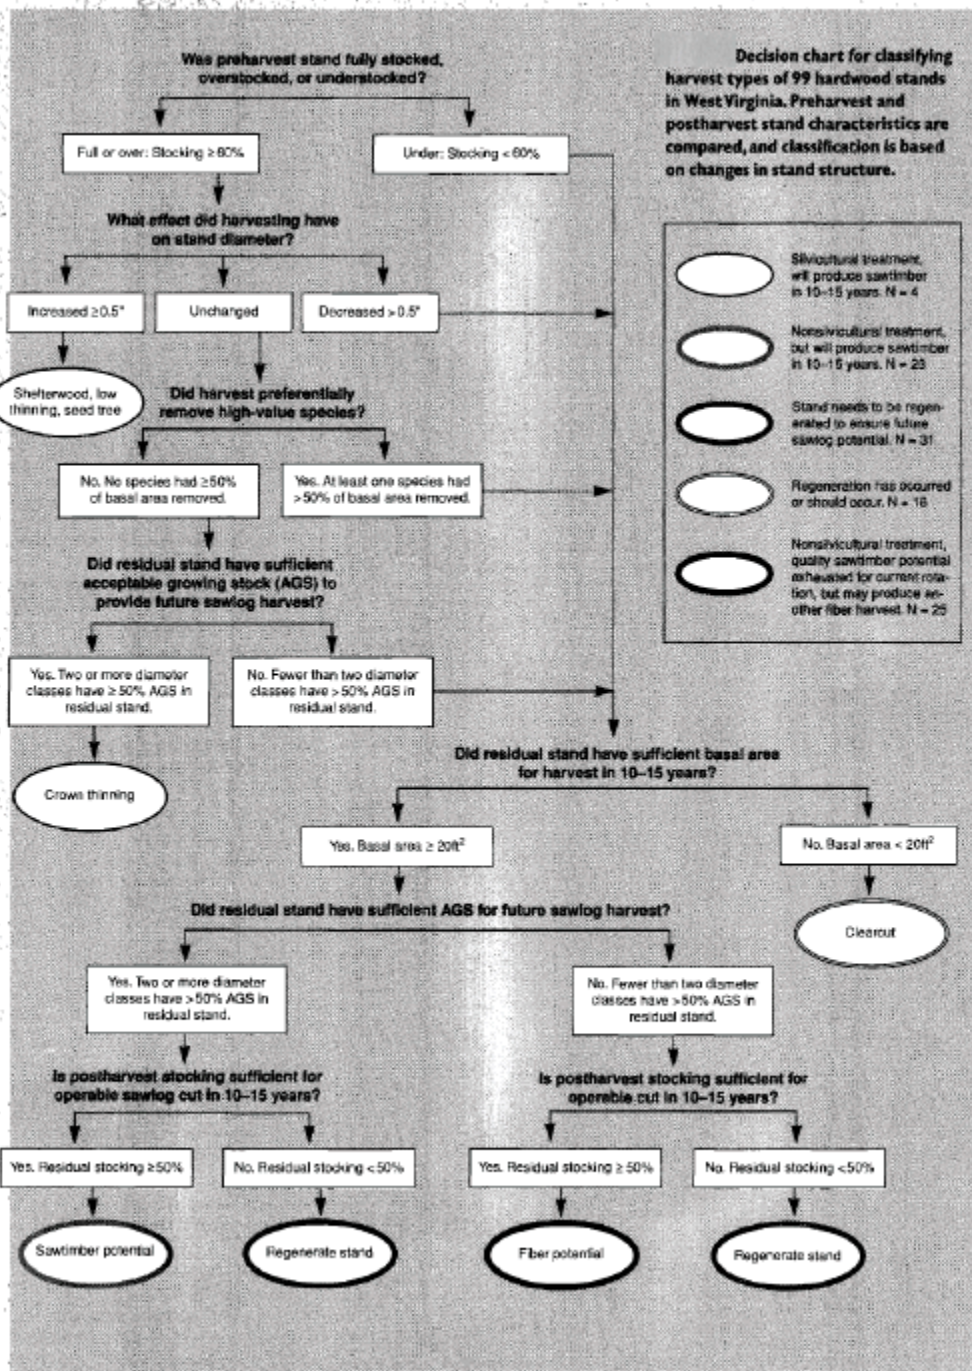 Was preharvest stand fully stocked,
overstocked, or understocked?
Full or over: Stocking ≥60%
Under: Stocking < 60%
What effect did harvesting have
on stand diameter?
Increased ≥0.5"
Unchanged
Decreased > 0.5"
Shelterwood, low
thinning, seed tree
Did harvest preferentially
remove high-value species?
No. No species had ≥50%
of basal area removed.
Yes. At least one species had
>50% of basal area removed.
Did residual stand have sufficient
acceptable growing stock (AGS) to
provide future sawlog harvest?
Yes. Two or more diameter
classes have ≥50% AGS in
residual stand.
No. Fewer than two diameter
classes have >50% AGS in
residual stand.
Crown thinning
Decision chart for classifying
harvest types of 99 hardwood stands
in West Virginia. Preharvest and
postharvest stand characteristics are
compared, and classification is based
on changes in stand structure.
Silvicultural treatment,
will produce sawtimber
in 10–15 years. N = 4
Nonsilvicultural treatment,
but will produce sawtimber
in 10–15 years. N = 23
Stand needs to be regen-
erated to ensure future
sawlog potential. N = 31
Regeneration has occurred
or should occur. N = 16
Nonsilvicultural treatment,
quality sawtimber potential
exhausted for current rota-
tion, but may produce an-
other fiber harvest. N = 25
Did residual stand have sufficient basal area
for harvest in 10–15 years?
Yes. Basal area ≥ 20ft²
No. Basal area < 20ft²
Clearcut
Did residual stand have sufficient AGS for future sawlog harvest?
Yes. Two or more diameter
classes have >50% AGS in
residual stand.
No. Fewer than two diameter
classes have >50% AGS in
residual stand.
Is postharvest stocking sufficient for
operable sawlog cut in 10–15 years?
Is postharvest stocking sufficient for
operable cut in 10–15 years?
Yes. Residual stocking ≥50%
No. Residual stocking <50%
Yes. Residual stocking ≥ 50%
No. Residual stocking <50%
Sawtimber potential
Regenerate stand
Fiber potential
Regenerate stand